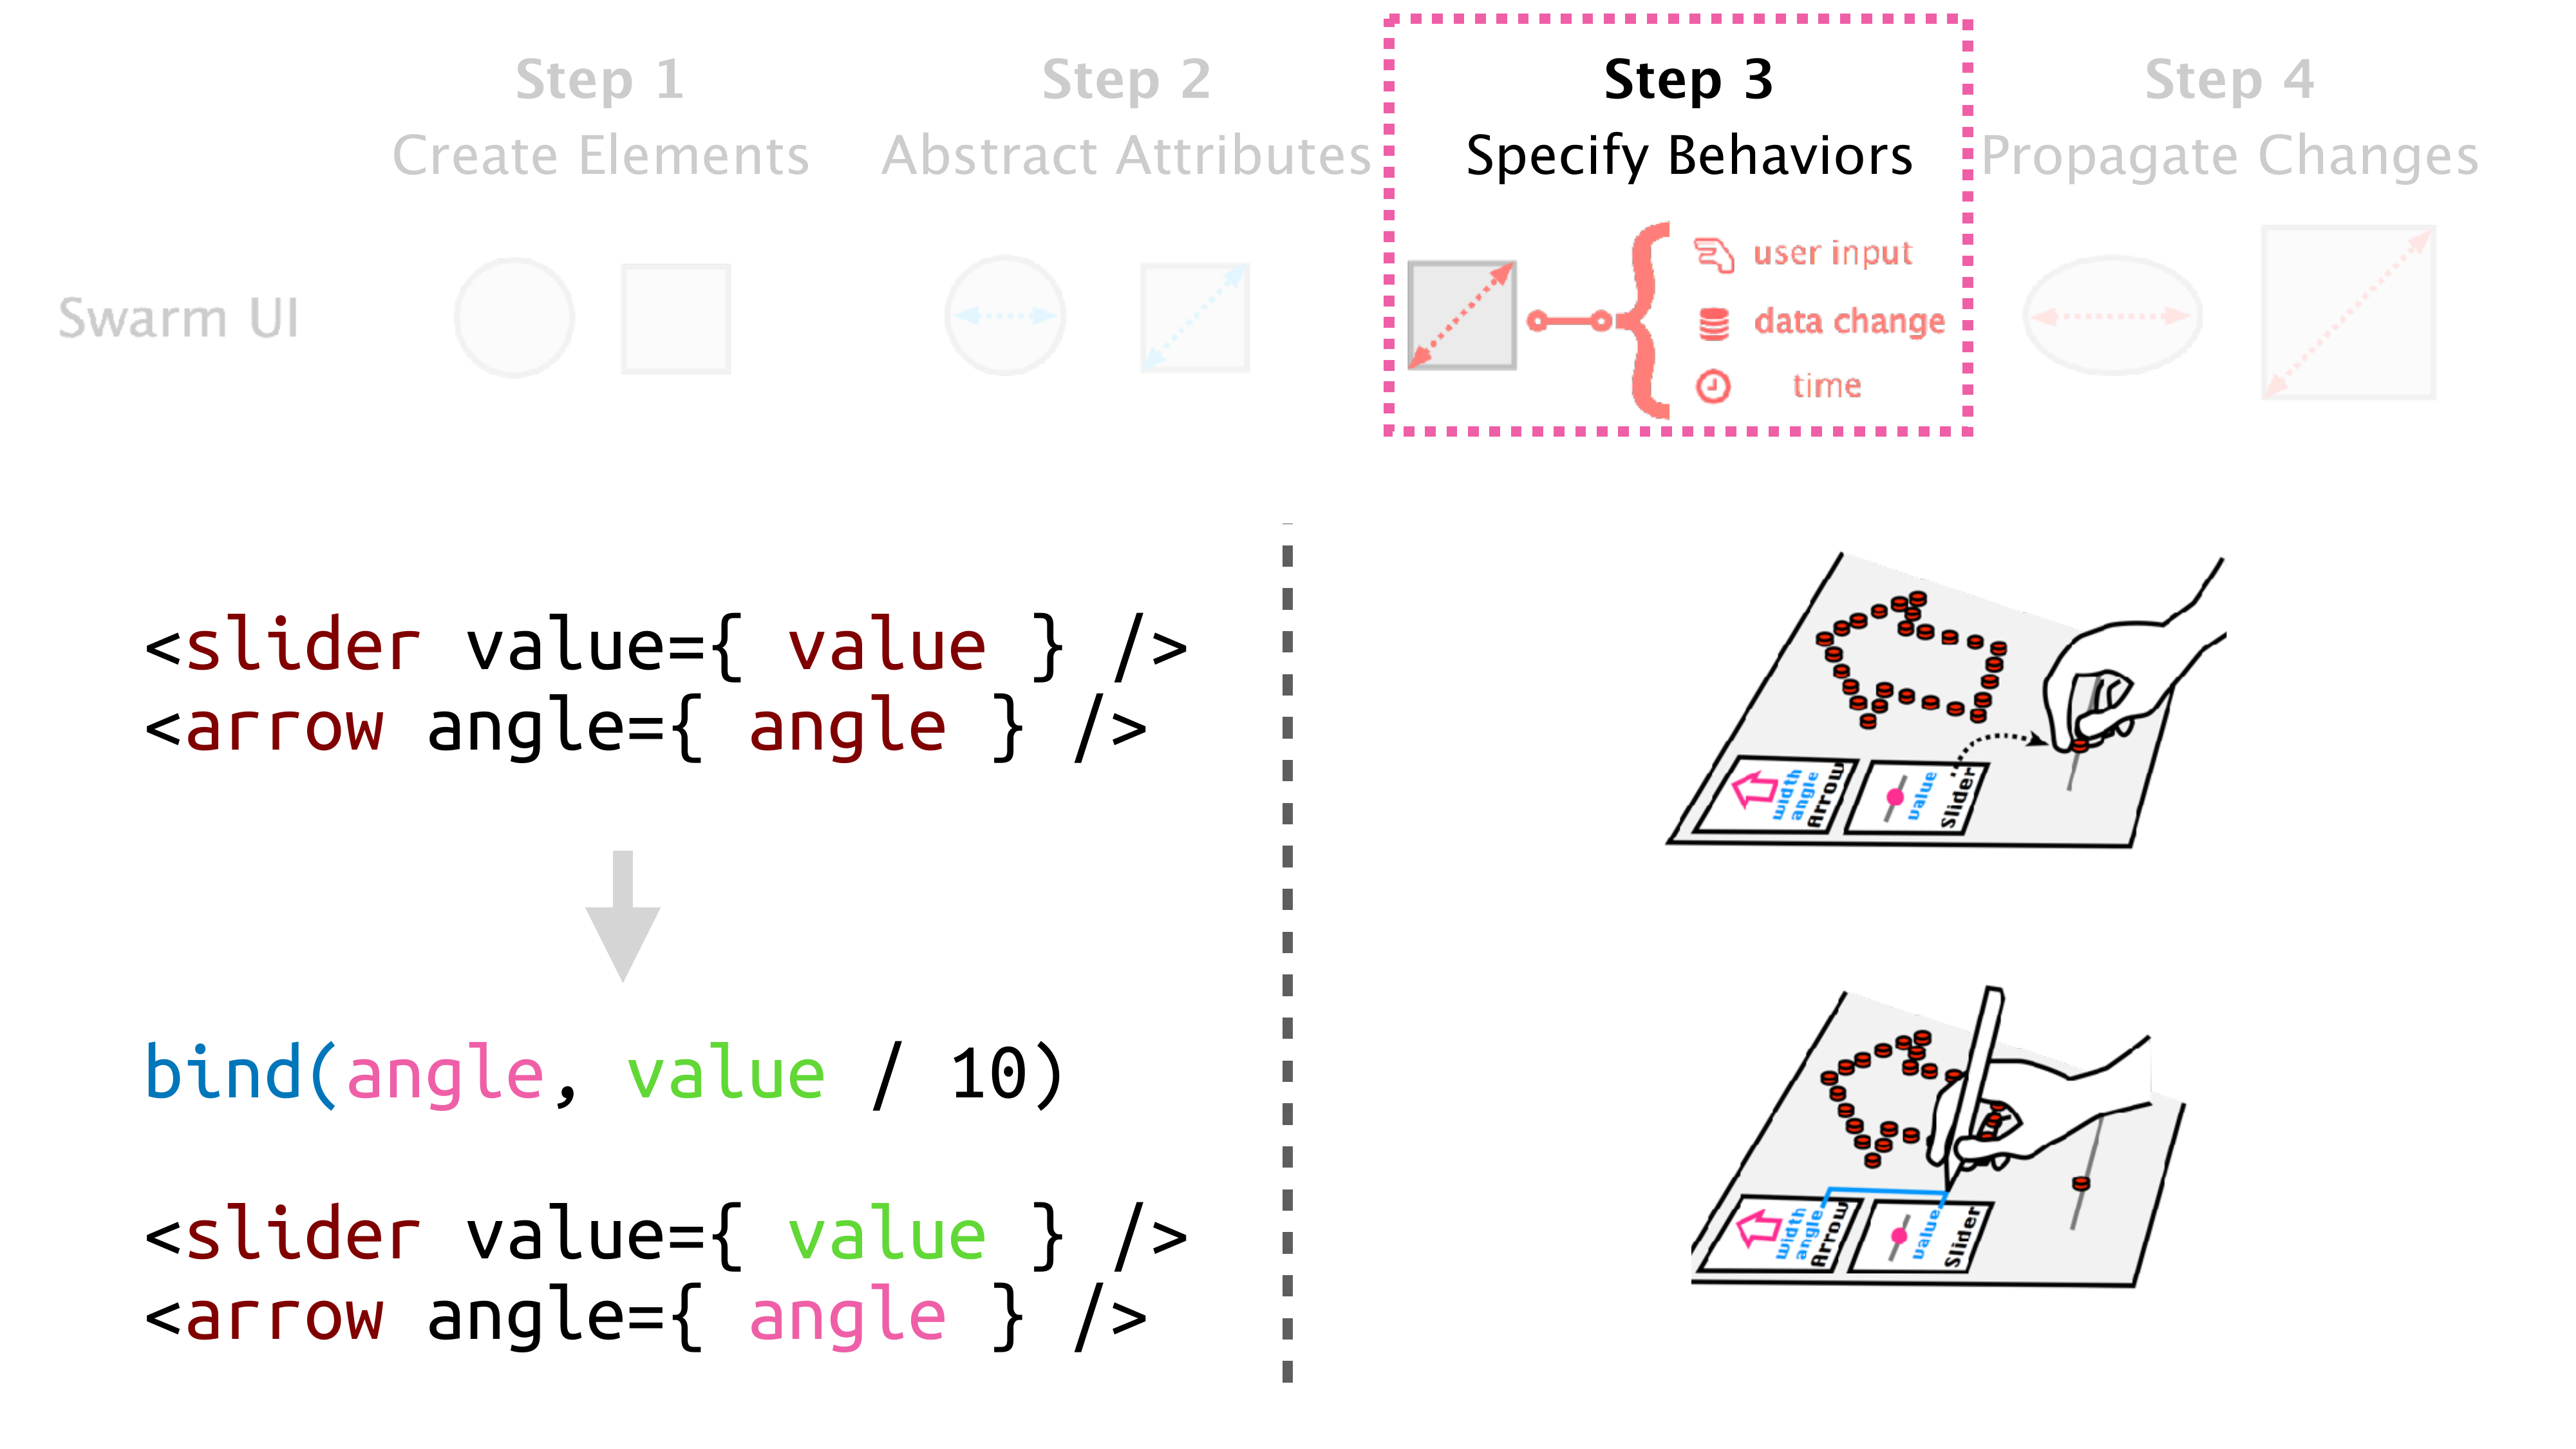 Step 1
Create Elements
Step 2
Abstract Attributes
Step 3
Specify Behaviors
Step 4
Propagate Changes
Swarm UI
user input
data change
time
<slider value={ value } />
<arrow angle={ angle } />
bind(angle, value / 10)
<slider value={ value } />
<arrow angle={ angle } />
width
angle
Arrow
value
Slider
width
angle
Arrow
value
Slider